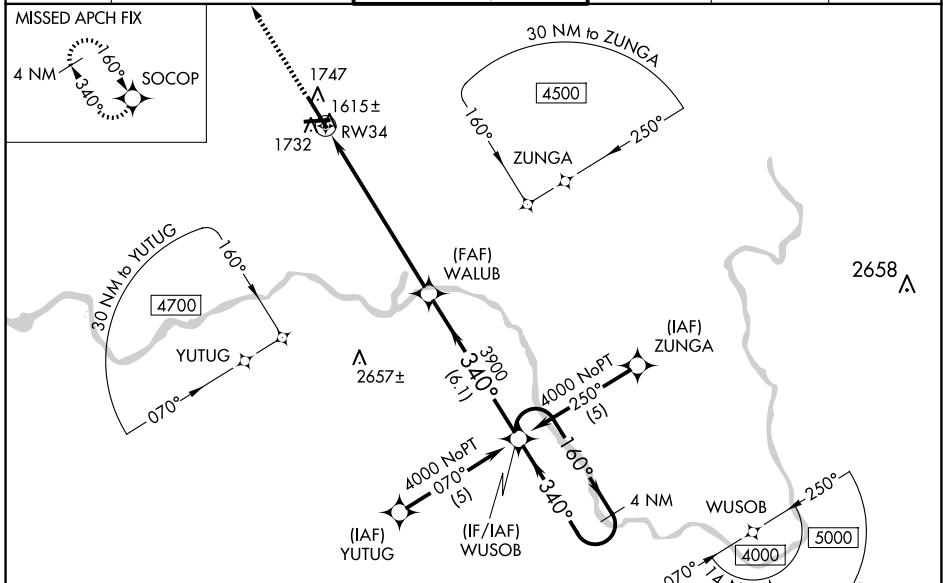 MISSED APCH FIX
4 NM
160°
340°
SOCOP
1747
1615±
1732
RW34
30 NM to ZUNGA
4500
160°
250°
ZUNGA
30 NM to YUTUG
160°
4700
YUTUG
070°
(FAF)
WALUB
2658
2657±
3900
340°
(6.1)
(IAF)
ZUNGA
4000 NoPT
250°
(5)
160°
340°
4 NM
4000 NoPT
070°
(5)
(IAF)
YUTUG
(IF/IAF)
WUSOB
WUSOB
250°
5000
4000
070°
14